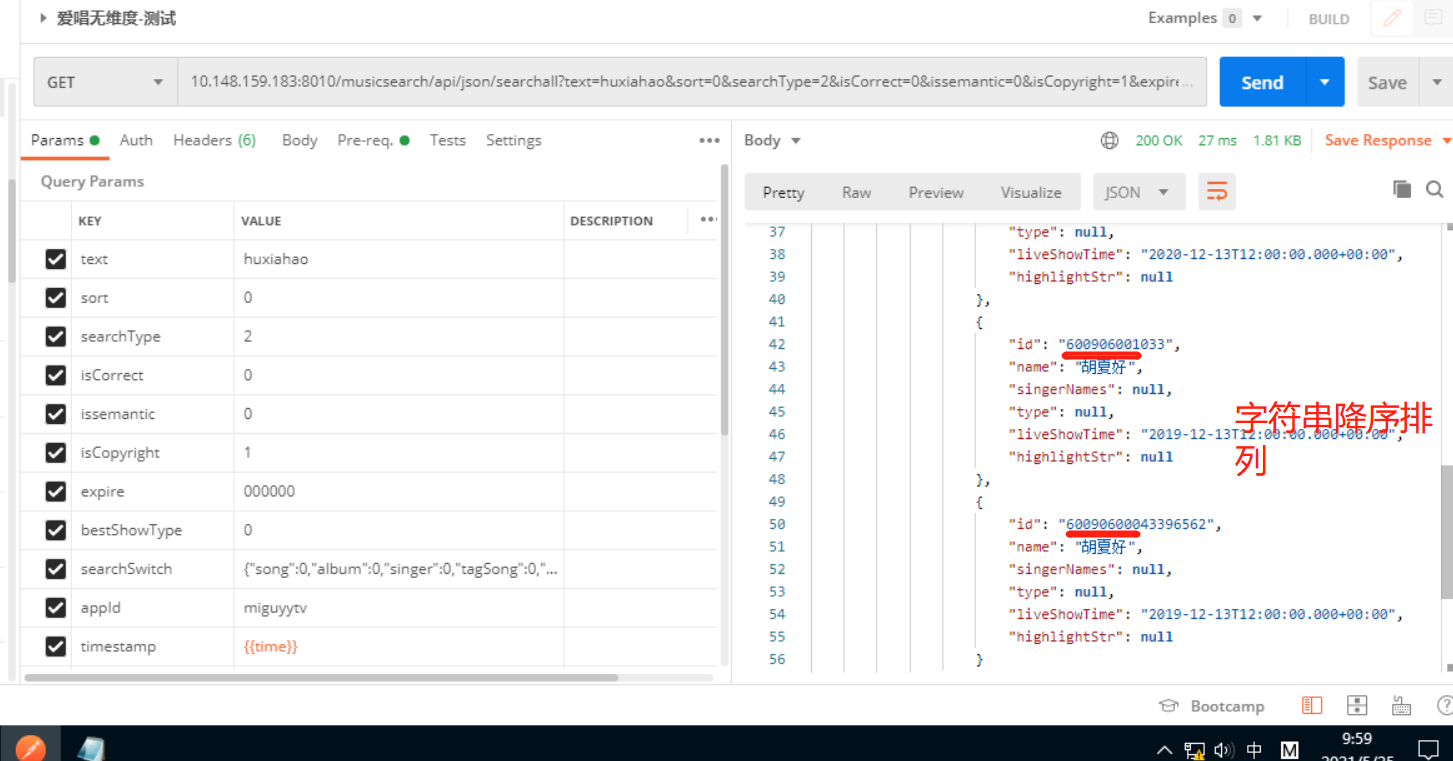 爱唱无维度-测试
Examples 0
BUILD
GET
10.148.159.183:8010/musicsearch/api/json/searchall?text=huxiahao&sort=0&searchType=2&isCorrect=0&issemantic=0&isCopyright=1&expire...
Send
Save
Params
Auth
Headers (6)
Body
Pre-req.
Tests
Settings
Query Params
KEY VALUE DESCRIPTION
text huxiahao
sort 0
searchType 2
isCorrect 0
issemantic 0
isCopyright 1
expire 000000
bestShowType 0
searchSwitch {"song":0,"album":0,"singer":0,"tagSong":0,"...
appId miguyytv
timestamp {{time}}
Body
200 OK 27 ms 1.81 KB Save Response
Pretty Raw Preview Visualize JSON
37 "type": null,
38 "liveShowTime": "2020-12-13T12:00:00.000+00:00",
39 "highlightStr": null
40 },
41 {
42 "id": "600906001033",
43 "name": "胡夏好",
44 "singerNames": null,
45 "type": null,
46 "liveShowTime": "2019-12-13T12:00:00.000+00:00",
47 "highlightStr": null
48 },
49 {
50 "id": "60090600043396562",
51 "name": "胡夏好",
52 "singerNames": null,
53 "type": null,
54 "liveShowTime": "2019-12-13T12:00:00.000+00:00",
55 "highlightStr": null
56 }
字符串降序排
列
Bootcamp
中 M 9:59
2021/5/25